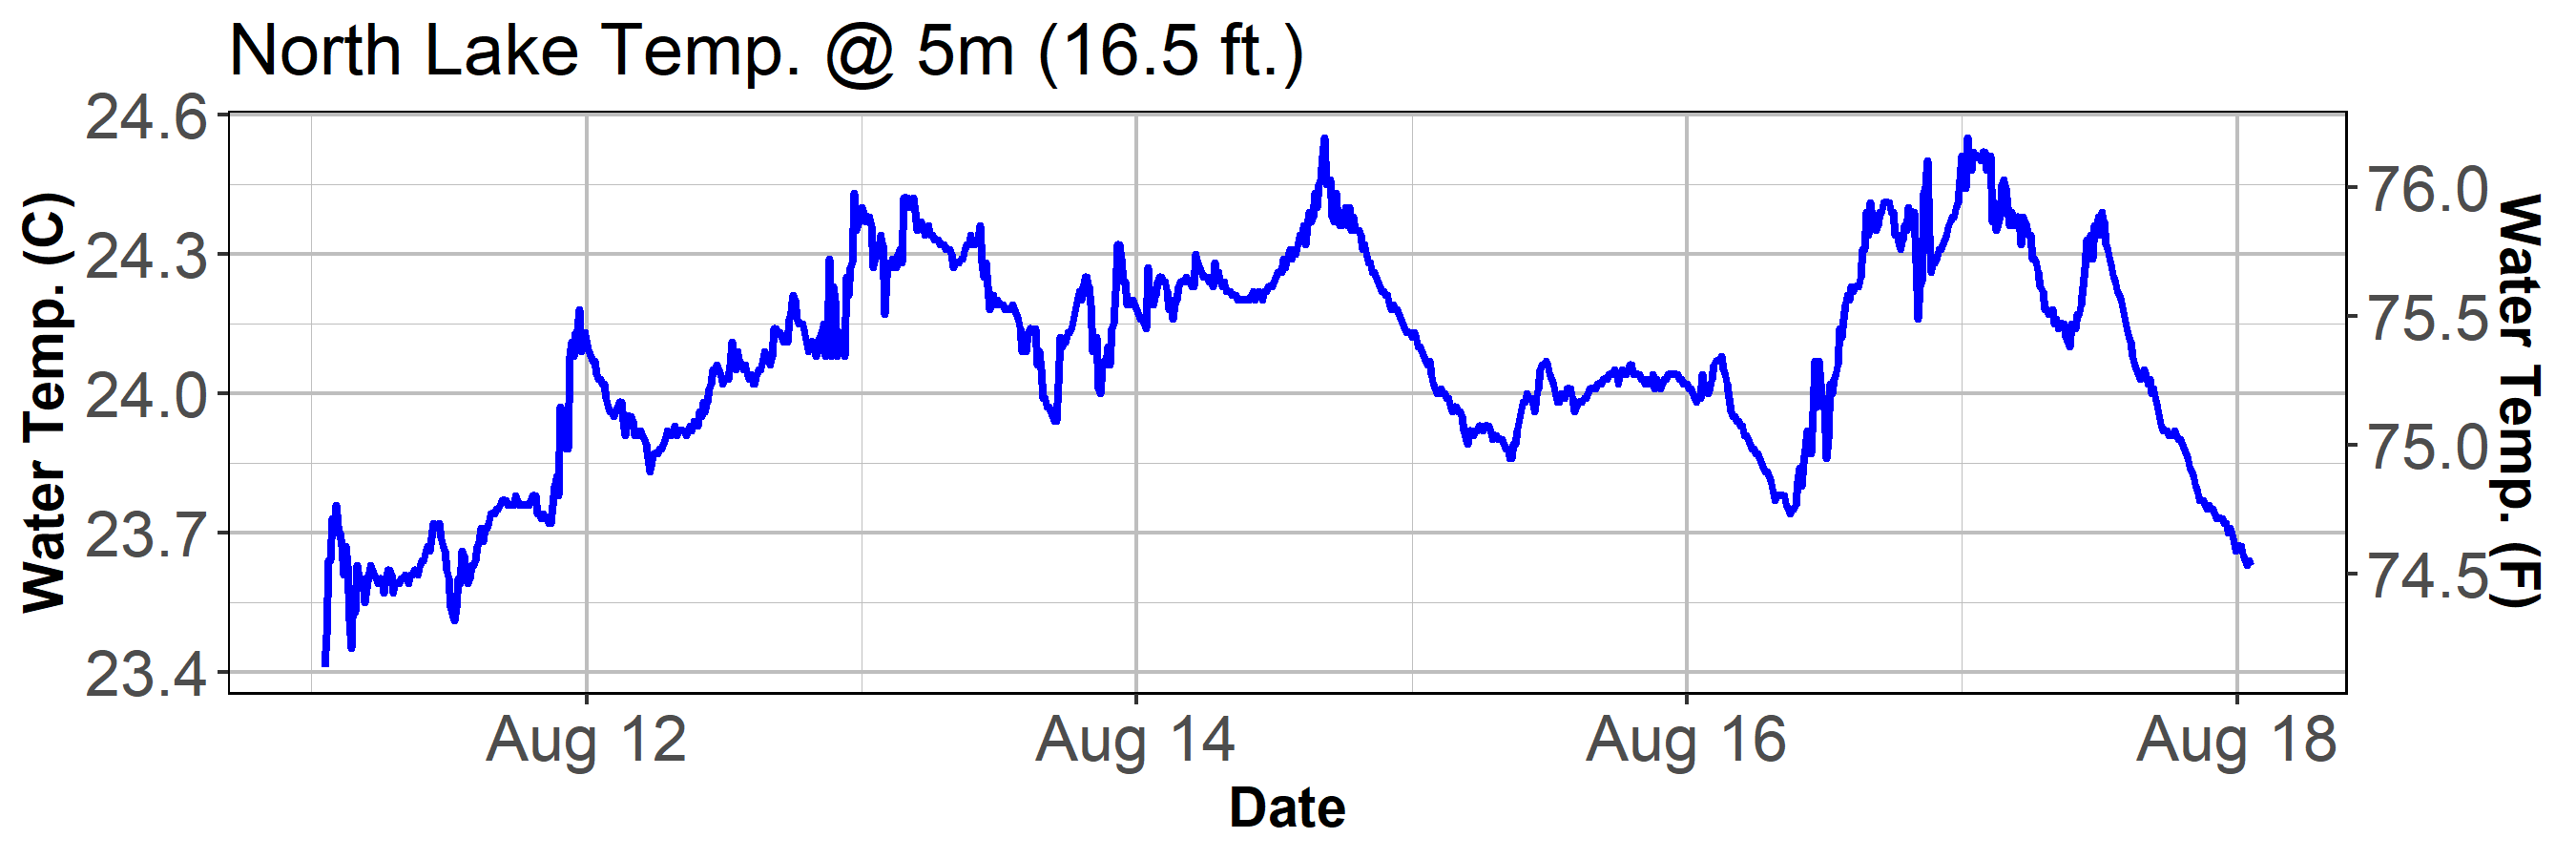 North Lake Temp. @ 5m (16.5 ft.)
Water Temp. (C)
24.6
24.3
24.0
23.7
23.4
76.0
75.5
75.0
74.5
Water Temp. (F)
Aug 12 Aug 14 Aug 16 Aug 18
Date